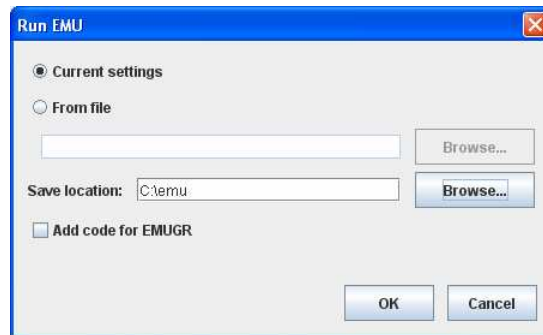 Run EMU
Current settings
From file
Browse...
Save location: C:\emu Browse...
Add code for EMUGR
OK Cancel